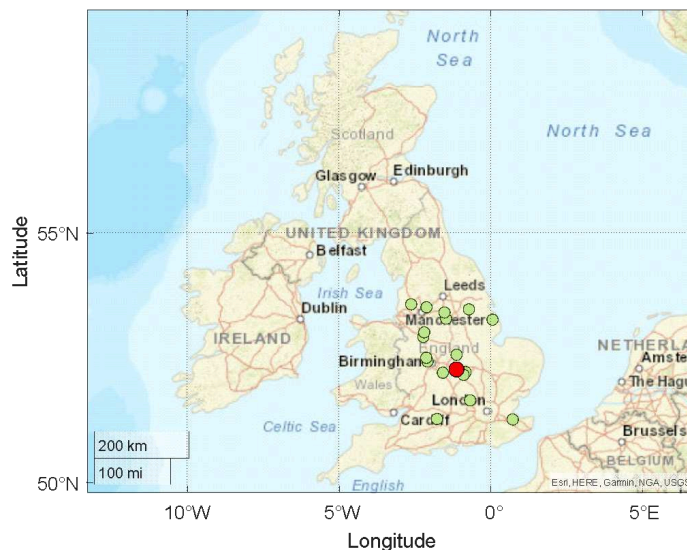 North
Sea
Scotland
North Sea
Glasgow
Edinburgh
55°N
UNITED KINGDOM
Belfast
Irish Sea
Leeds
Dublin
Manchester
IRELAND
England
NETHERL
Amste
Birmingham
The Hagu
Wales
London
Cardiff
Celtic Sea
Brussels
200 km
BELGIUM
100 mi
English
Esri, HERE, Garmin, NGA, USGS
50°N
10°W
5°W
0°
5°E
Latitude
Longitude